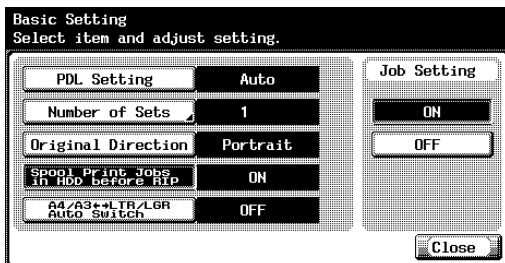 Basic Setting
Select item and adjust setting.
PDL Setting
Auto
Number of Sets
1
Original Direction
Portrait
Spool Print Jobs
in HDD before RIP
ON
A4/A3↔LTR/LGR
Auto Switch
OFF
Job Setting
ON
OFF
Close